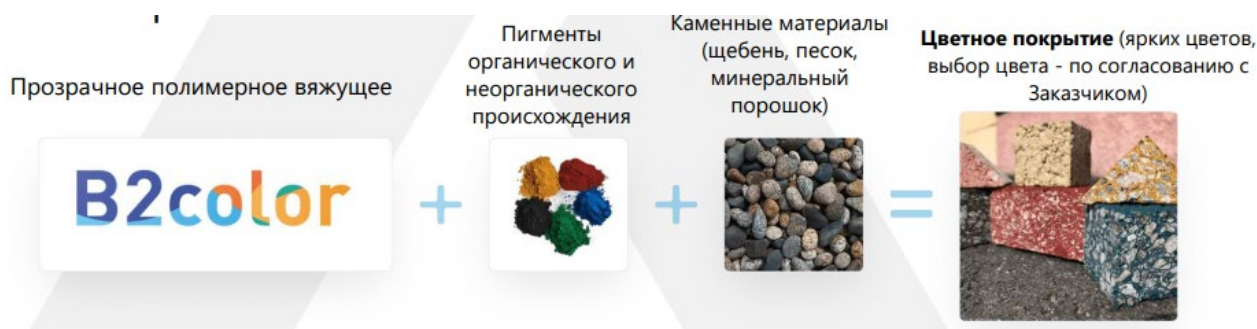 Прозрачное полимерное вяжущее
B2color
+
Пигменты
органического и
неорганического
происхождения
+
Каменные материалы
(щебень, песок,
минеральный
порошок)
=
Цветное покрытие (ярких цветов,
выбор цвета - по согласованию с
Заказчиком)